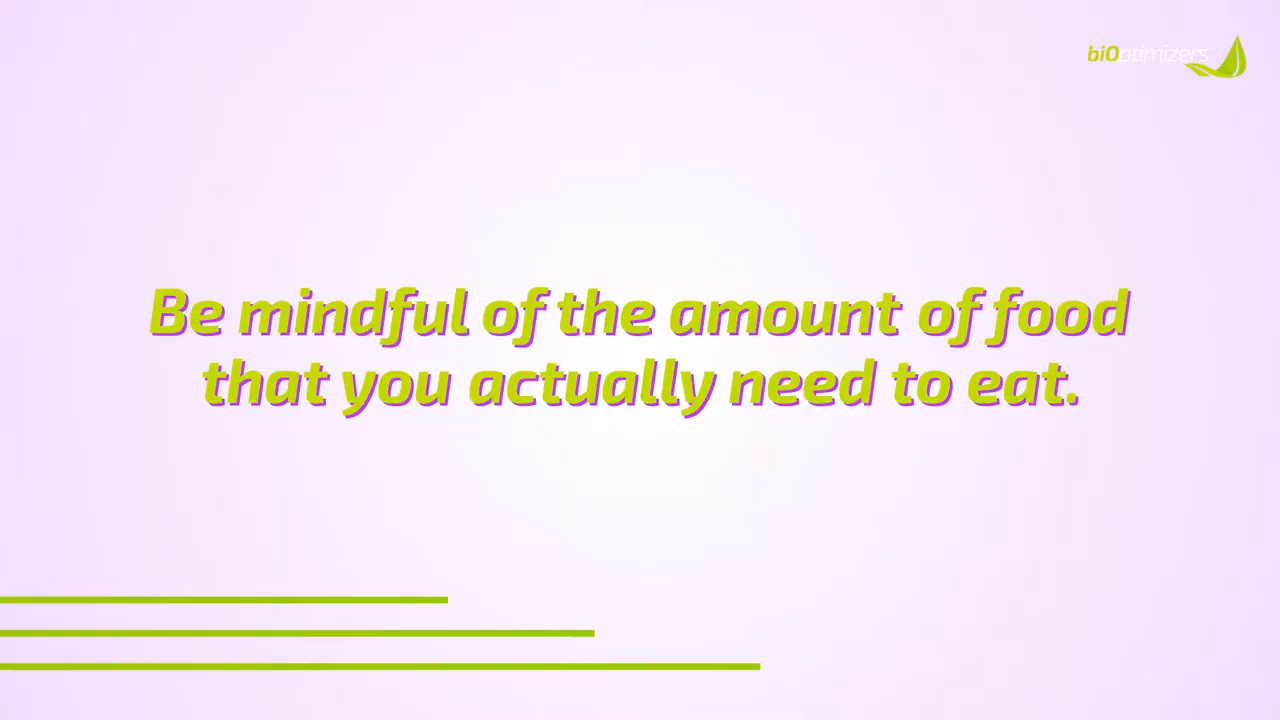 biOptimizers
Be mindful of the amount of food
that you actually need to eat.